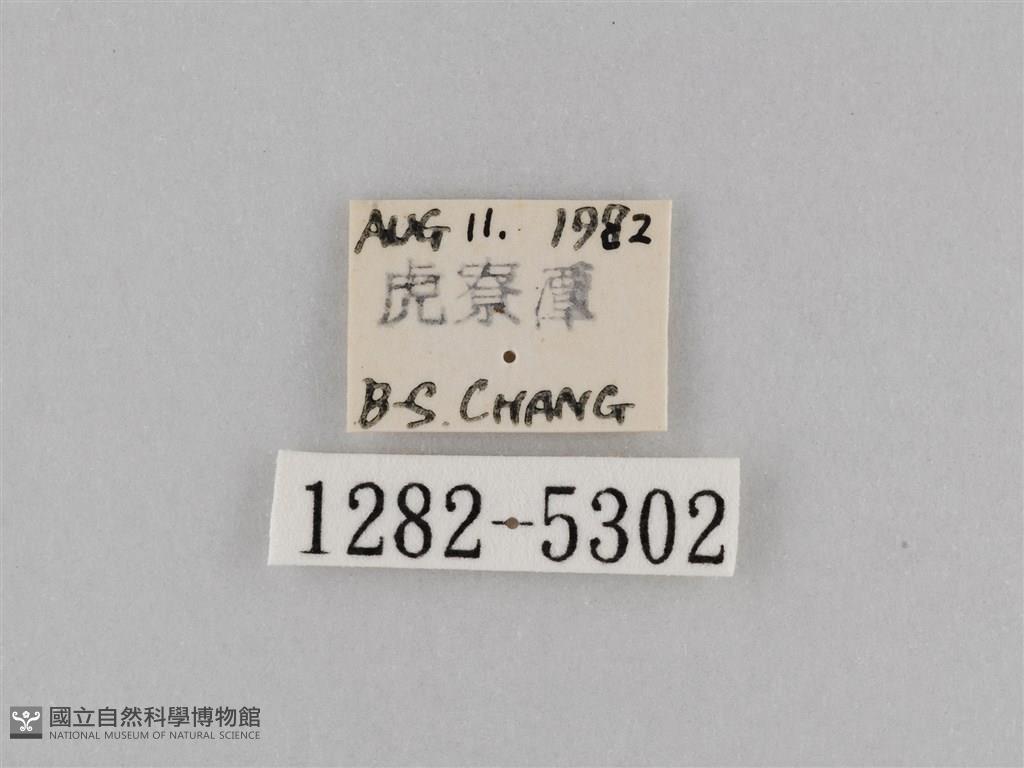 AUG 11. 1982
虎寮潭
B-S. CHANG
1282-5302
國立自然科學博物館
NATIONAL MUSEUM OF NATURAL SCIENCE